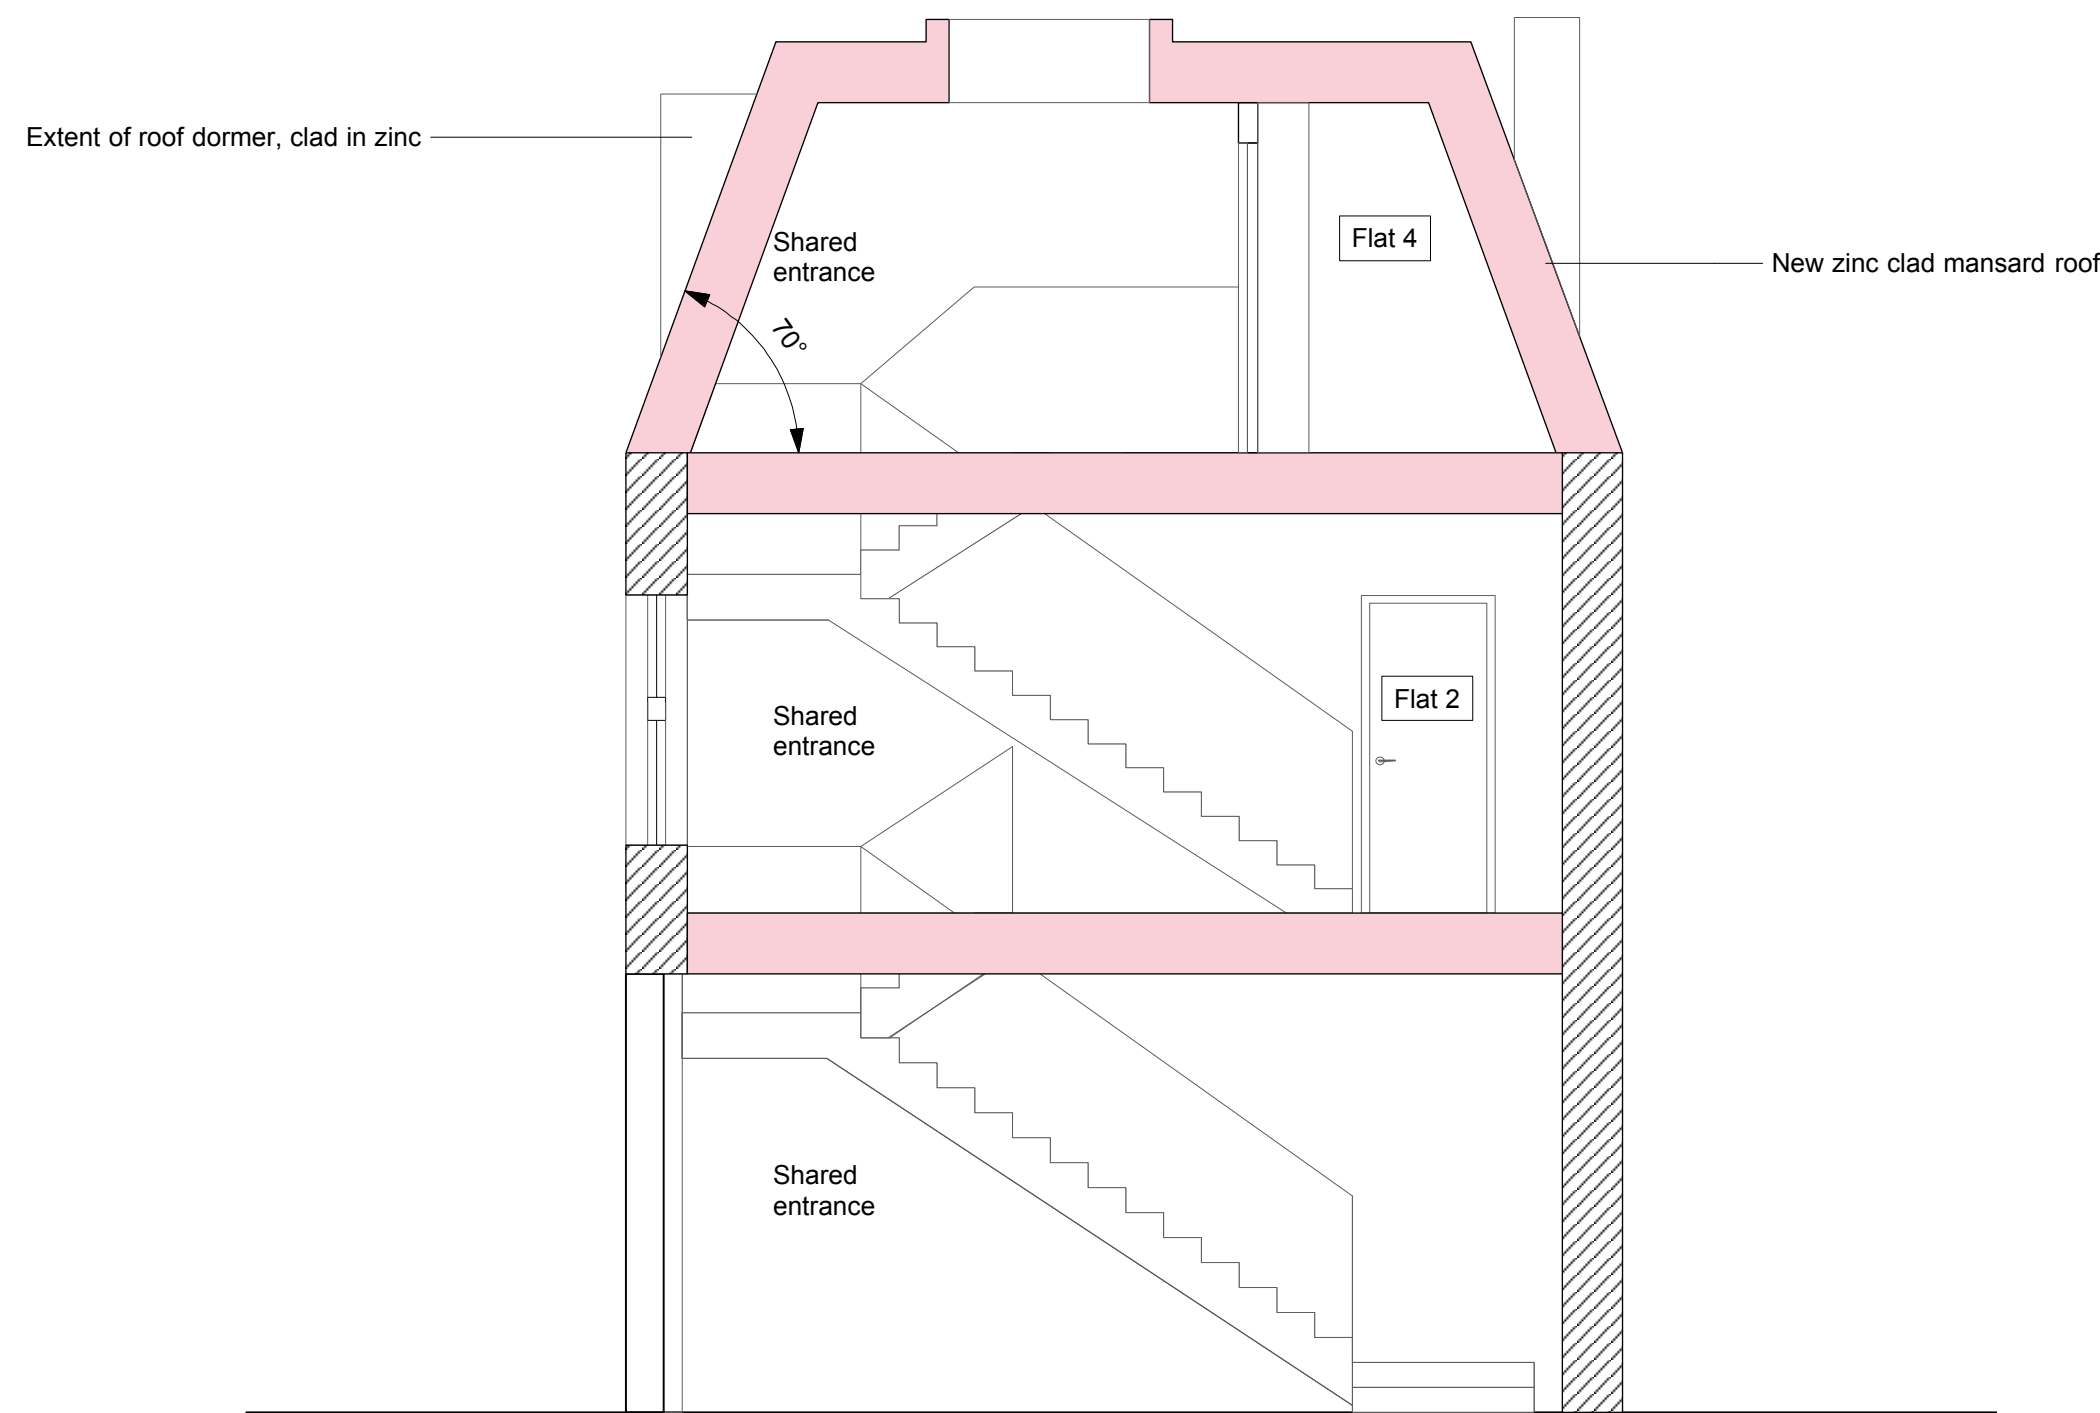 Extent of roof dormer, clad in zinc
Shared
entrance
Flat 4
New zinc clad mansard roof
70°
Shared
entrance
Flat 2
Shared
entrance